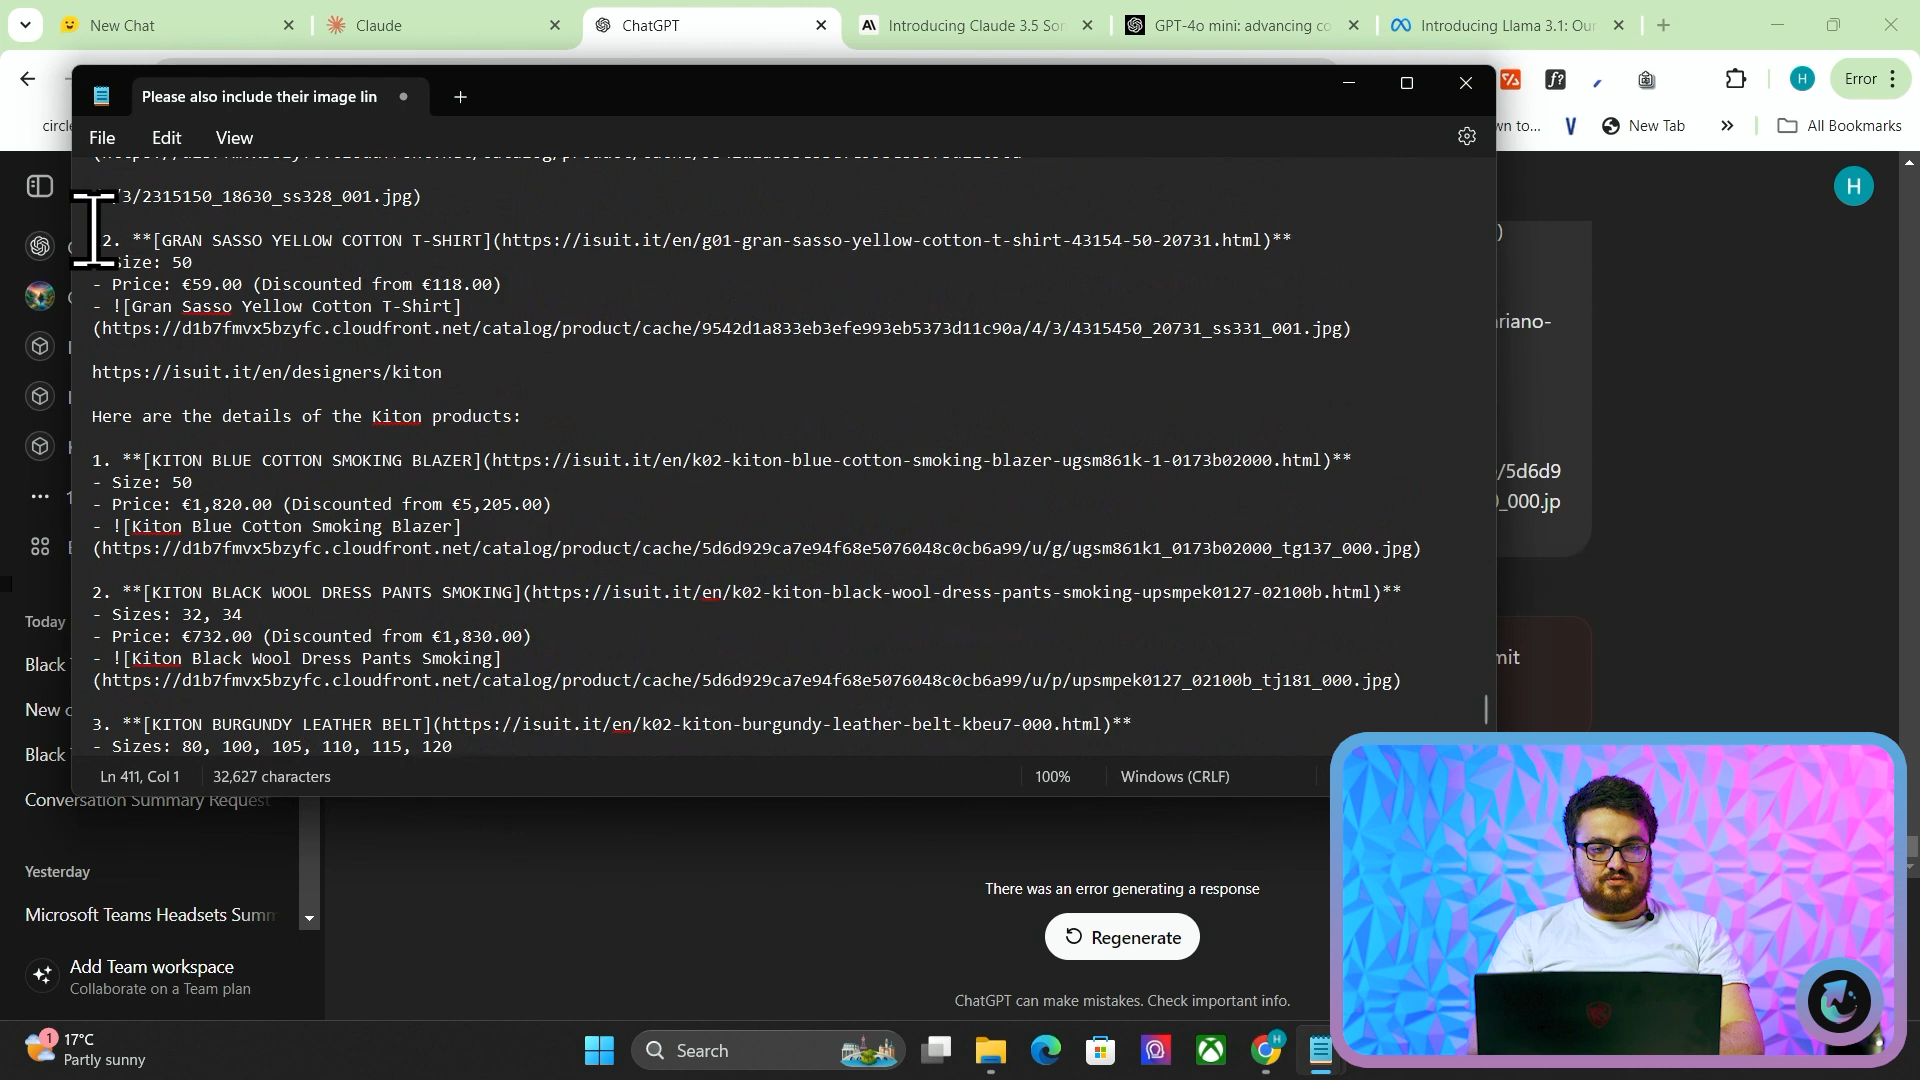 New Chat
Claude
ChatGPT
Introducing Claude 3.5 Son
GPT-4o mini: advancing co
Introducing Llama 3.1: Our
Error
H
circle
wn to...
New Tab
All Bookmarks
Please also include their image lin
File
Edit
View
/3/2315150_18630_ss328_001.jpg)
2. **[GRAN SASSO YELLOW COTTON T-SHIRT](https://isuit.it/en/g01-gran-sasso-yellow-cotton-t-shirt-43154-50-20731.html)**
Size: 50
- Price: €59.00 (Discounted from €118.00)
- ![Gran Sasso Yellow Cotton T-Shirt]
(https://d1b7fmvx5bzyfc.cloudfront.net/catalog/product/cache/9542d1a833eb3efe993eb5373d11c90a/4/3/4315450_20731_ss331_001.jpg)
https://isuit.it/en/designers/kiton
Here are the details of the Kiton products:
1. **[KITON BLUE COTTON SMOKING BLAZER](https://isuit.it/en/k02-kiton-blue-cotton-smoking-blazer-ugsm861k-1-0173b02000.html)**
- Size: 50
- Price: €1,820.00 (Discounted from €5,205.00)
- ![Kiton Blue Cotton Smoking Blazer]
(https://d1b7fmvx5bzyfc.cloudfront.net/catalog/product/cache/5d6d929ca7e94f68e5076048c0cb6a99/u/g/ugsm861k1_0173b02000_tg137_000.jpg)
2. **[KITON BLACK WOOL DRESS PANTS SMOKING](https://isuit.it/en/k02-kiton-black-wool-dress-pants-smoking-upsmpek0127-02100b.html)**
- Sizes: 32, 34
- Price: €732.00 (Discounted from €1,830.00)
- ![Kiton Black Wool Dress Pants Smoking]
(https://d1b7fmvx5bzyfc.cloudfront.net/catalog/product/cache/5d6d929ca7e94f68e5076048c0cb6a99/u/p/upsmpek0127_02100b_tj181_000.jpg)
3. **[KITON BURGUNDY LEATHER BELT](https://isuit.it/en/k02-kiton-burgundy-leather-belt-kbeu7-000.html)**
- Sizes: 80, 100, 105, 110, 115, 120
Ln 411, Col 1
32,627 characters
100%
Windows (CRLF)
H
)
riano-
/5d6d9
)_000.jp
mit
Today
Black
New c
Black
Conversation Summary Request
Yesterday
Microsoft Teams Headsets Summ
Add Team workspace
Collaborate on a Team plan
There was an error generating a response
Regenerate
ChatGPT can make mistakes. Check important info.
1
17°C
Partly sunny
Search